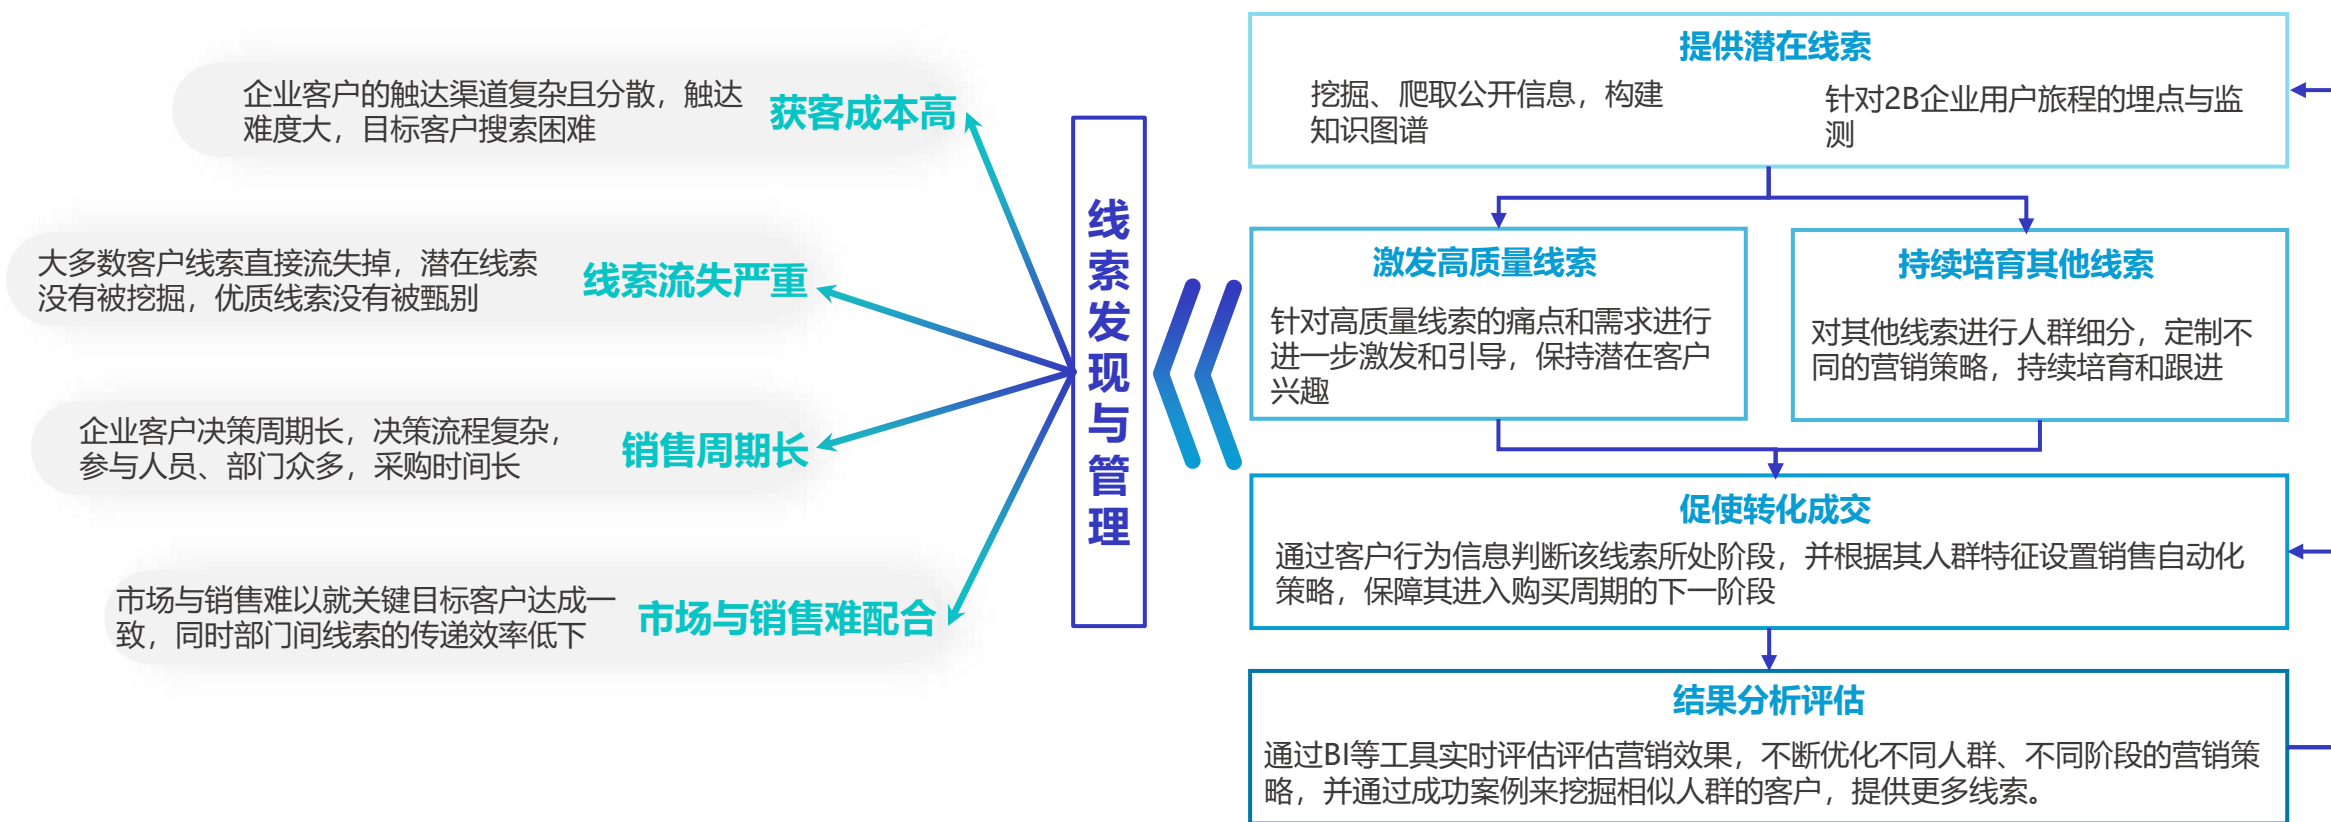 企业客户的触达渠道复杂且分散，触达
难度大，目标客户搜索困难
获客成本高
大多数客户线索直接流失掉，潜在线索
没有被挖掘，优质线索没有被甄别
线索流失严重
企业客户决策周期长，决策流程复杂，
参与人员、部门众多，采购时间长
销售周期长
市场与销售难以就关键目标客户达成一
致，同时部门间线索的传递效率低下
市场与销售难配合
线索发现与管理
提供潜在线索
挖掘、爬取公开信息，构建
知识图谱
针对2B企业用户旅程的埋点与监
测
激发高质量线索
针对高质量线索的痛点和需求进行
进一步激发和引导，保持潜在客户
兴趣
持续培育其他线索
对其他线索进行人群细分，定制不
同的营销策略，持续培育和跟进
促使转化成交
通过客户行为信息判断该线索所处阶段，并根据其人群特征设置销售自动化
策略，保障其进入购买周期的下一阶段
结果分析评估
通过BI等工具实时评估评估营销效果，不断优化不同人群、不同阶段的营销策
略，并通过成功案例来挖掘相似人群的客户，提供更多线索。